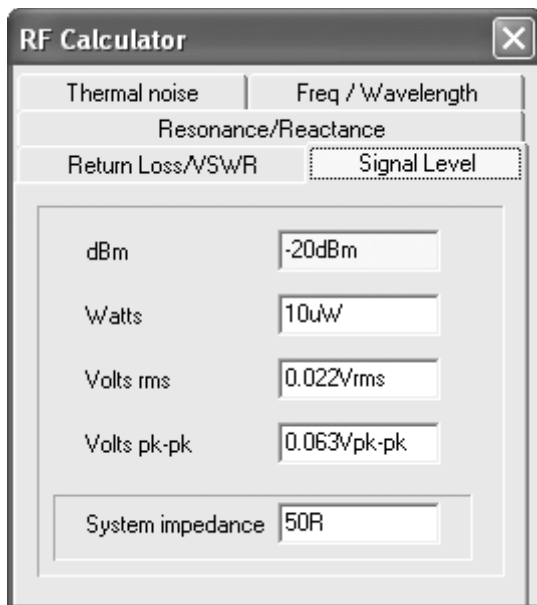 RF Calculator
Thermal noise Freq / Wavelength
Resonance/Reactance
Return Loss/VSWR Signal Level
dBm -20dBm
Watts 10uW
Volts rms 0.022Vrms
Volts pk-pk 0.063Vpk-pk
System impedance 50R